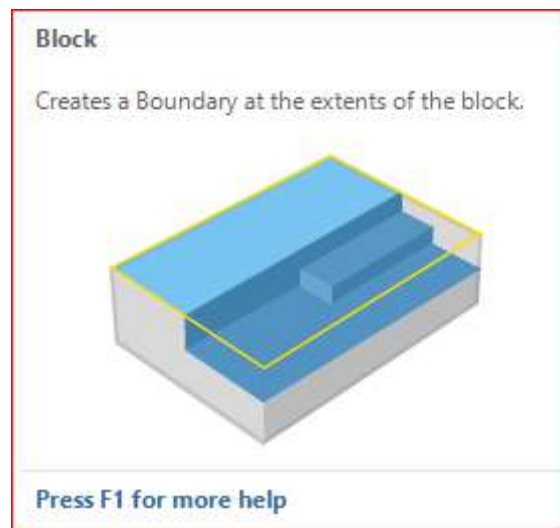 Block
Creates a Boundary at the extents of the block.
Press F1 for more help